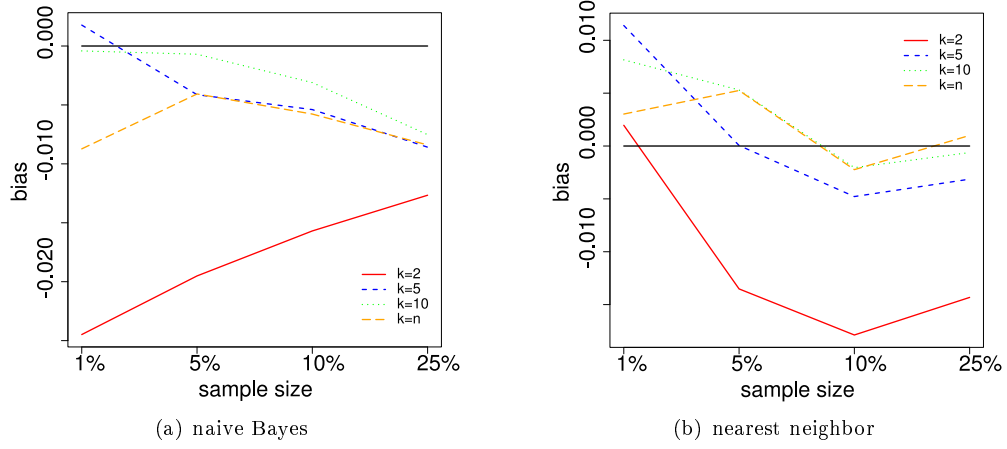 bias
0.000
-0.010
-0.020
k=2
k=5
k=10
k=n
1%
5%
10%
25%
sample size
(a) naive Bayes
bias
0.010
0.000
-0.010
k=2
k=5
k=10
k=n
1%
5%
10%
25%
sample size
(b) nearest neighbor